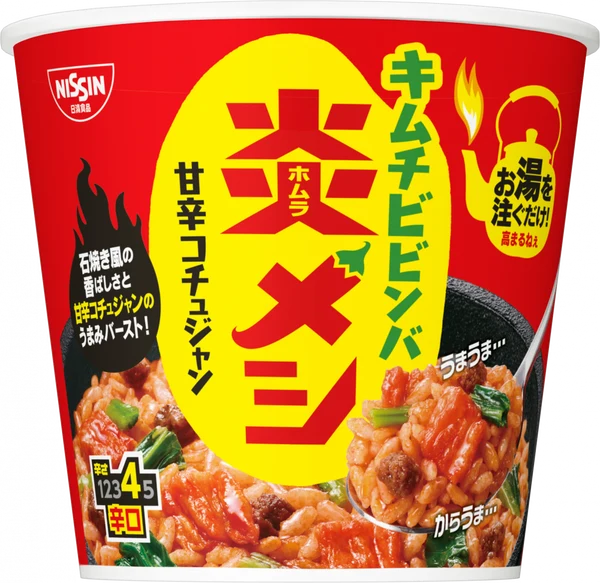 NISSIN
日清食品
キムチビビンバ
炎メシ
ホムラ
甘辛コチュジャン
お湯を
注ぐだけ!
高まるねぇ
石焼き風の
香ばしさと
甘辛コチュジャンの
うまみバースト!
うまうま…
からうま…
辛さ
12345
辛口